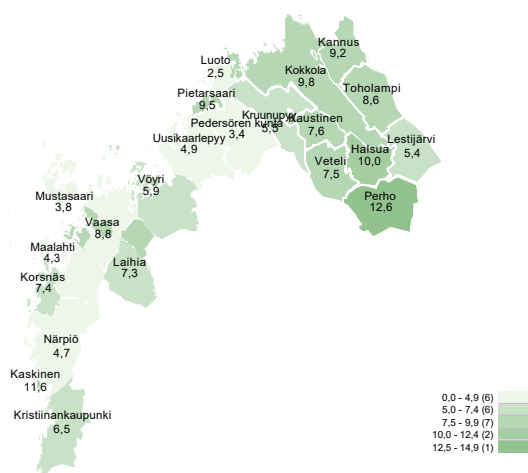 Kannus
9,2
Luoto
2,5
Kokkola
9,8
Toholampi
8,6
Pietarsaari
9,5
Kruunupyy
5,5
Kaustinen
7,6
Pedersören kunta
3,4
Uusikaarlepyy
4,9
Lestijärvi
5,4
Halsua
10,0
Veteli
7,5
Vöyri
5,9
Perho
12,6
Mustasaari
3,8
Vaasa
8,8
Maalahti
4,3
Laihia
7,3
Korsnäs
7,4
Närpiö
4,7
Kaskinen
11,6
Kristiinankaupunki
6,5
0,0 - 4,9 (6)
5,0 - 7,4 (6)
7,5 - 9,9 (7)
10,0 - 12,4 (2)
12,5 - 14,9 (1)